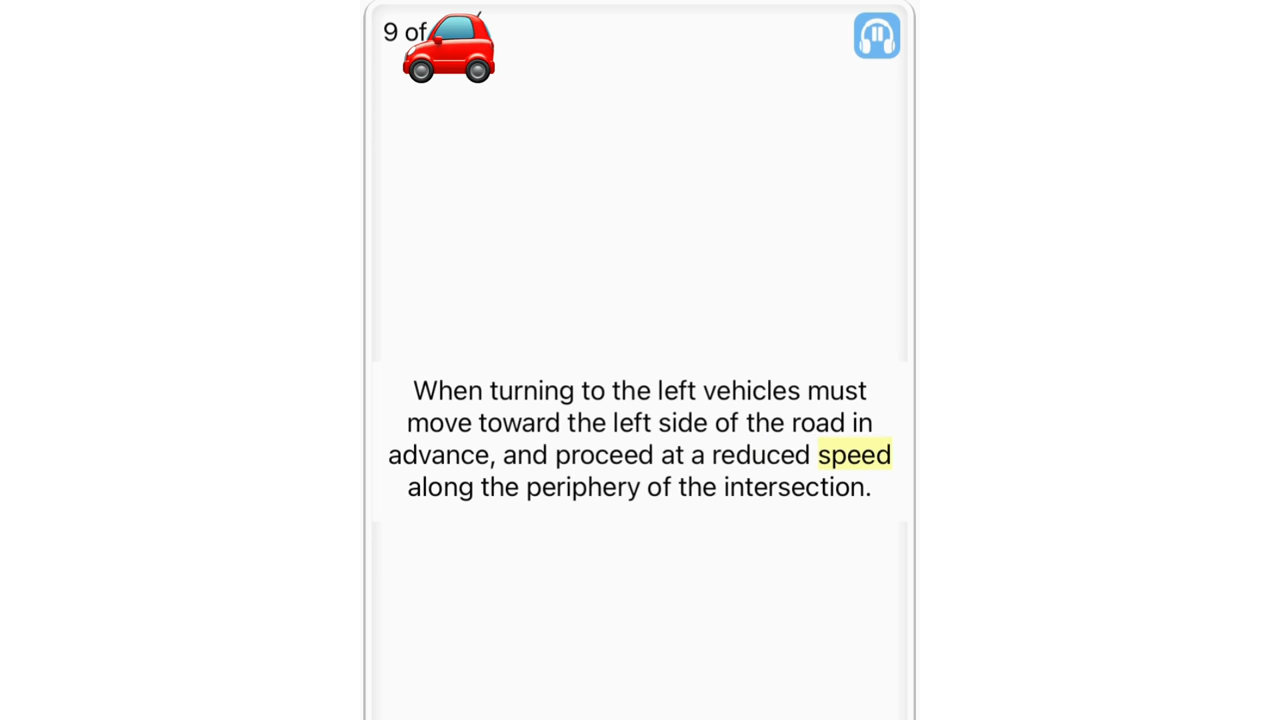 9 of
When turning to the left vehicles must
move toward the left side of the road in
advance, and proceed at a reduced speed
along the periphery of the intersection.